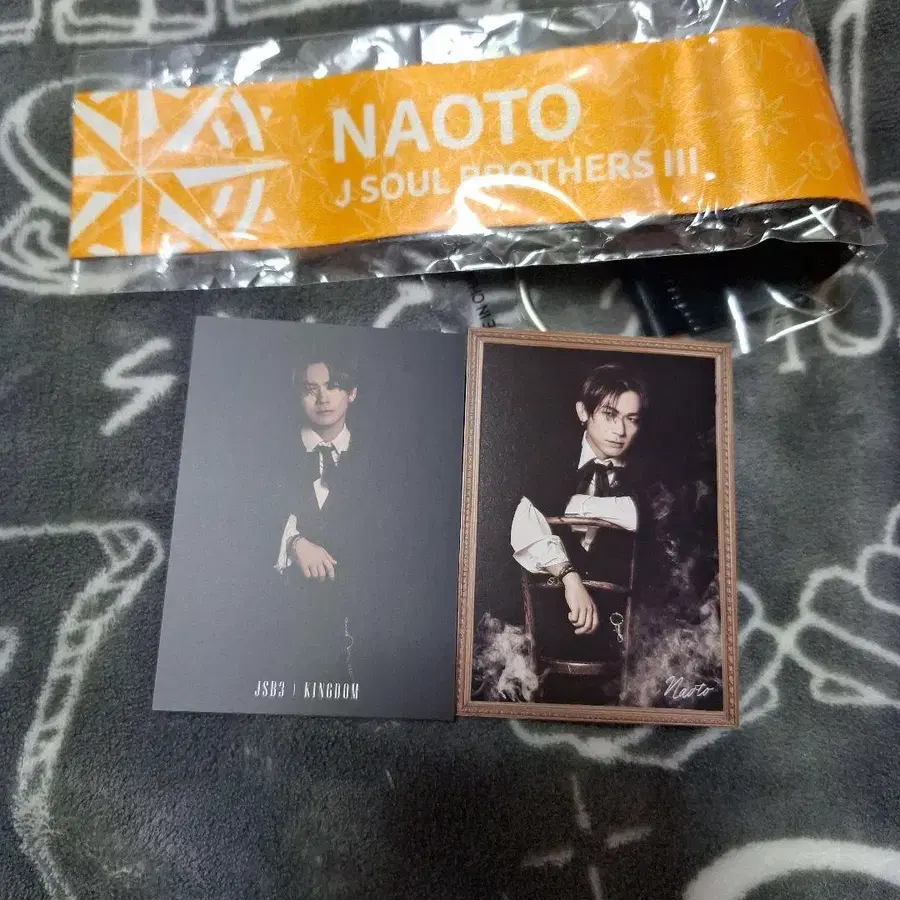 NAOTO
J SOUL BROTHERS III
JSB3 | KINGDOM
Naoto